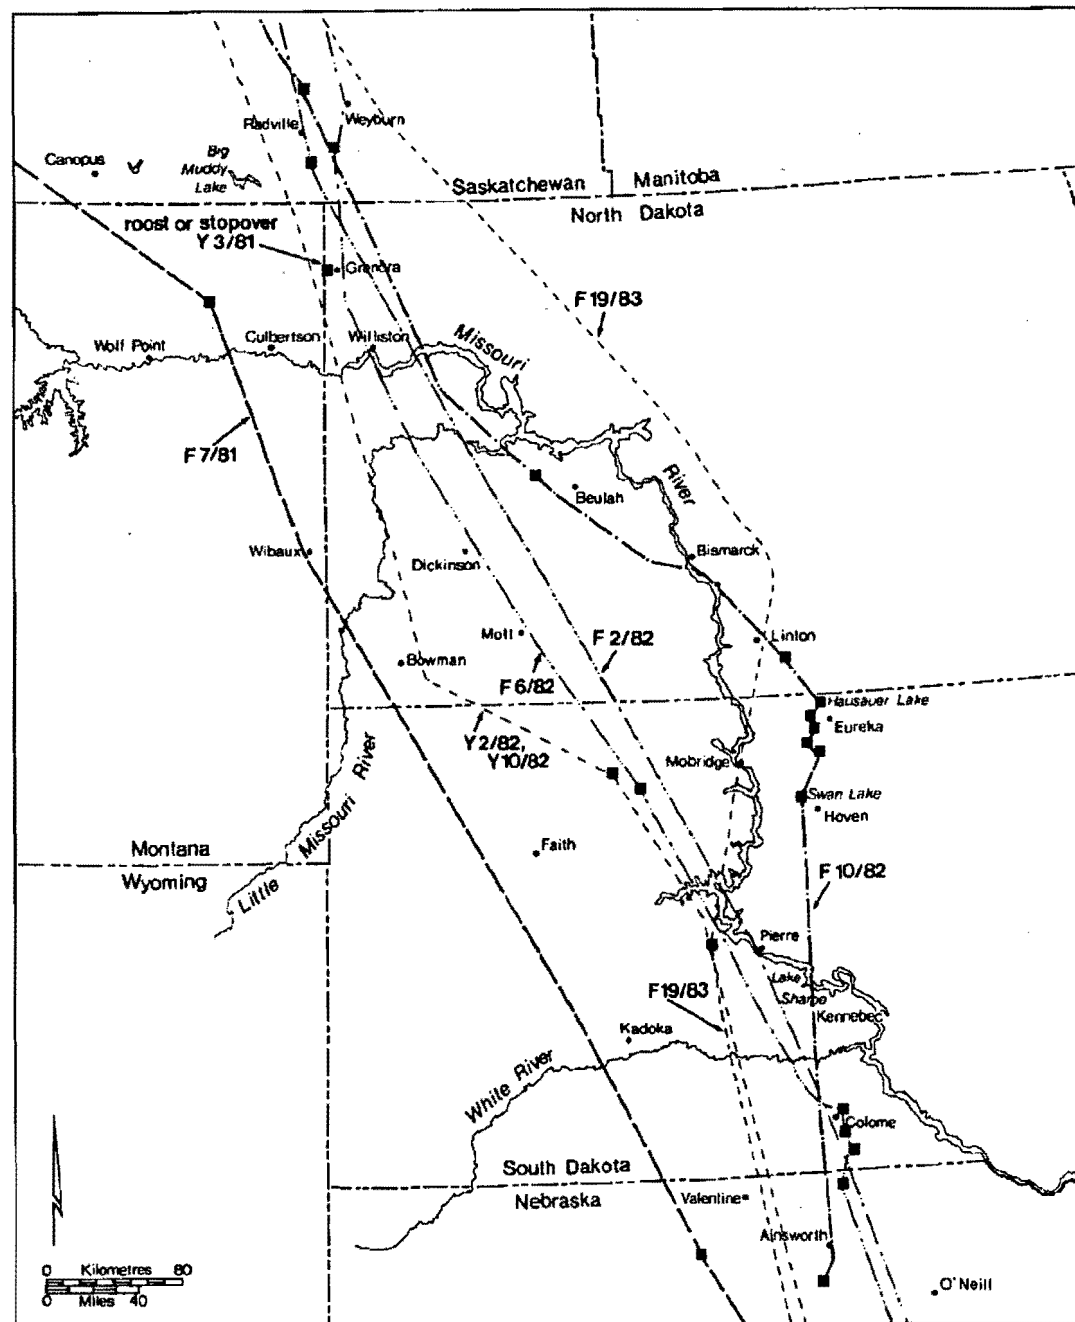 Weyburn
Radville
Canopus
Big
Muddy
Lake
Saskatchewan
Manitoba
North Dakota
roost or stopover
Y 3/81
Grenora
F 19/83
Wolf Point
Culbertson
Williston
Missouri
River
F 7/81
Beulah
Wibaux
Dickinson
Bismarck
Mott
F 2/82
Linton
Bowman
F 6/82
Hausauer Lake
Eureka
Y 2/82,
Y 10/82
Mobridge
Swan Lake
Hoven
Montana
Wyoming
Little Missouri River
Faith
F 10/82
Pierre
Lake
Sharpe
F 19/83
Kennebec
Kadoka
White River
Colome
South Dakota
Nebraska
Valentine
Ainsworth
O'Neill
0 Kilometres 80
0 Miles 40